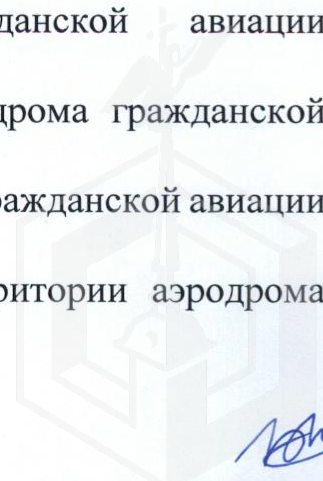 данской авиации
дрома гражданской
ражданской авиации
ритории аэродрома